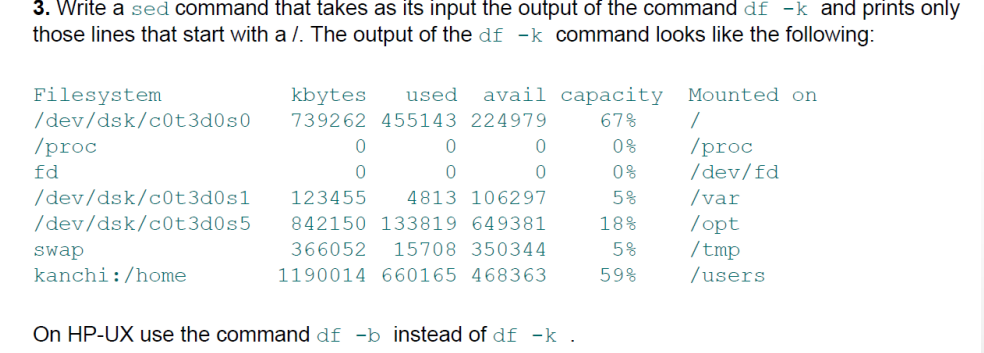 3. Write a sed command that takes as its input the output of the command df -k and prints only
those lines that start with a /. The output of the df -k command looks like the following:
Filesystem kbytes used avail capacity Mounted on
/dev/dsk/c0t3d0s0 739262 455143 224979 67% /
/proc 0 0 0 0% /proc
fd 0 0 0 0% /dev/fd
/dev/dsk/c0t3d0s1 123455 4813 106297 5% /var
/dev/dsk/c0t3d0s5 842150 133819 649381 18% /opt
swap 366052 15708 350344 5% /tmp
kanchi:/home 1190014 660165 468363 59% /users
On HP-UX use the command df -b instead of df -k .